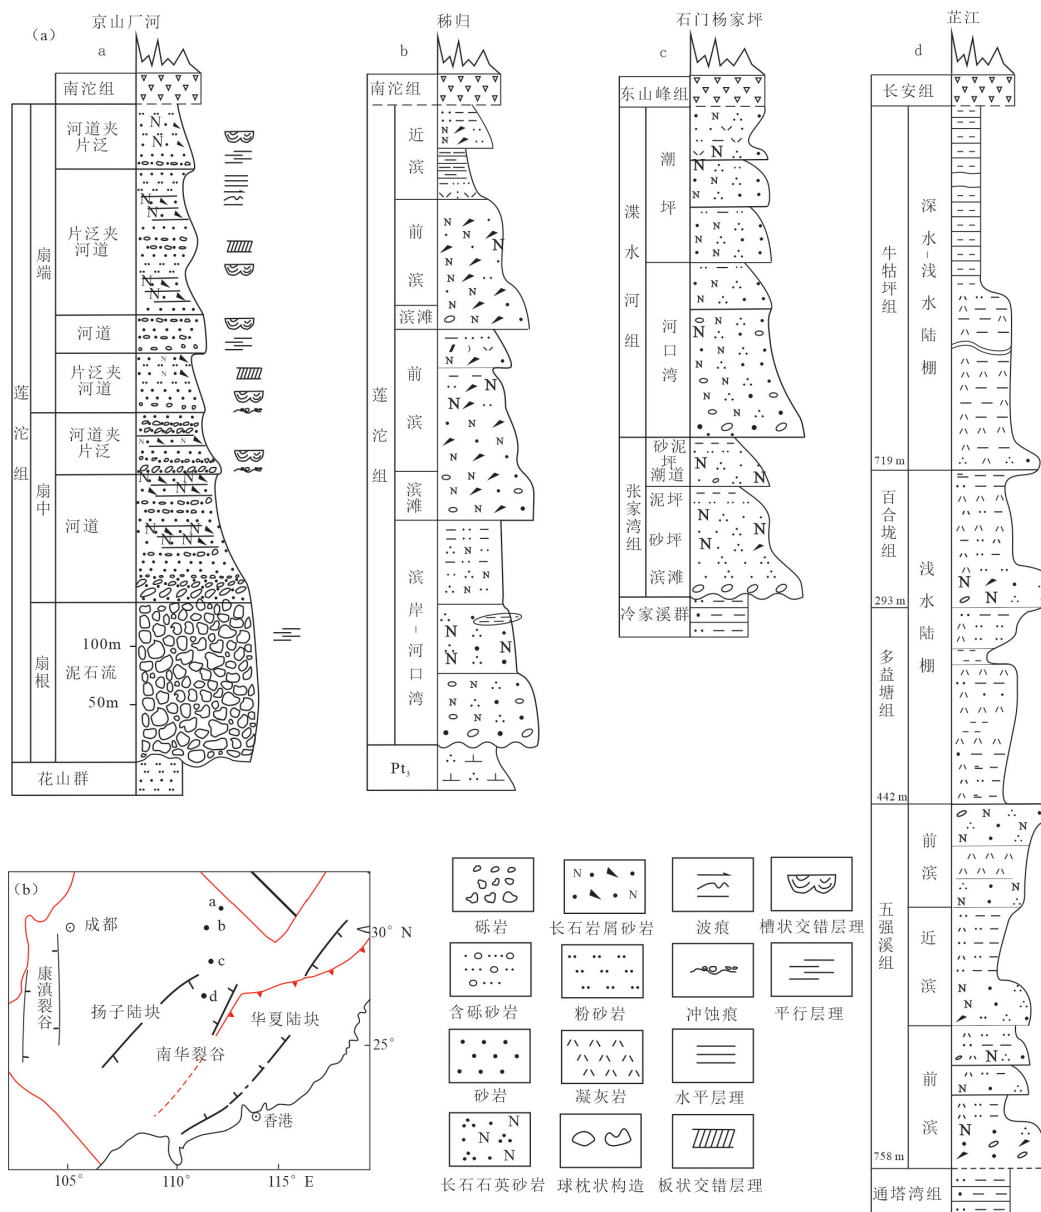 (a)
京山厂河
a
南沱组
莲沱组
扇端
河道夹
片泛
片泛夹
河道
河道
片泛夹
河道
扇中
河道夹
片泛
河道
扇根
100m
泥石流
50m
花山群
秭归
b
南沱组
莲沱组
近滨
前滨
滨滩
前滨
滨滩
滨岸-河口湾
Pt₃
石门杨家坪
c
东山峰组
渫水河组
潮坪
河口湾
张家湾组
砂泥坪
潮道
泥坪
砂坪
滨滩
冷家溪群
芷江
d
长安组
牛牯坪组
深水-浅水陆棚
719 m
百合垅组
浅水陆棚
293 m
多益塘组
442 m
五强溪组
前滨
近滨
前滨
758 m
通塔湾组
(b)
成都
a
b
c
d
30° N
康滇裂谷
扬子陆块
华夏陆块
南华裂谷
25°
香港
105°
110°
115° E
砾岩
长石岩屑砂岩
波痕
槽状交错层理
含砾砂岩
粉砂岩
冲蚀痕
平行层理
砂岩
凝灰岩
水平层理
长石石英砂岩
球枕状构造
板状交错层理